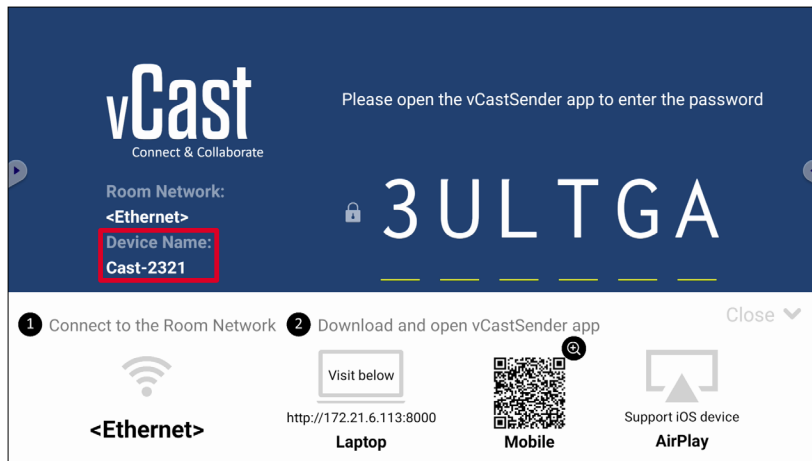 vCast
Connect & Collaborate
Please open the vCastSender app to enter the password
Room Network:
<Ethernet>
Device Name:
Cast-2321
3ULTGA
1 Connect to the Room Network
2 Download and open vCastSender app
Close
<Ethernet>
Visit below
http://172.21.6.113:8000
Laptop
Mobile
Support iOS device
AirPlay